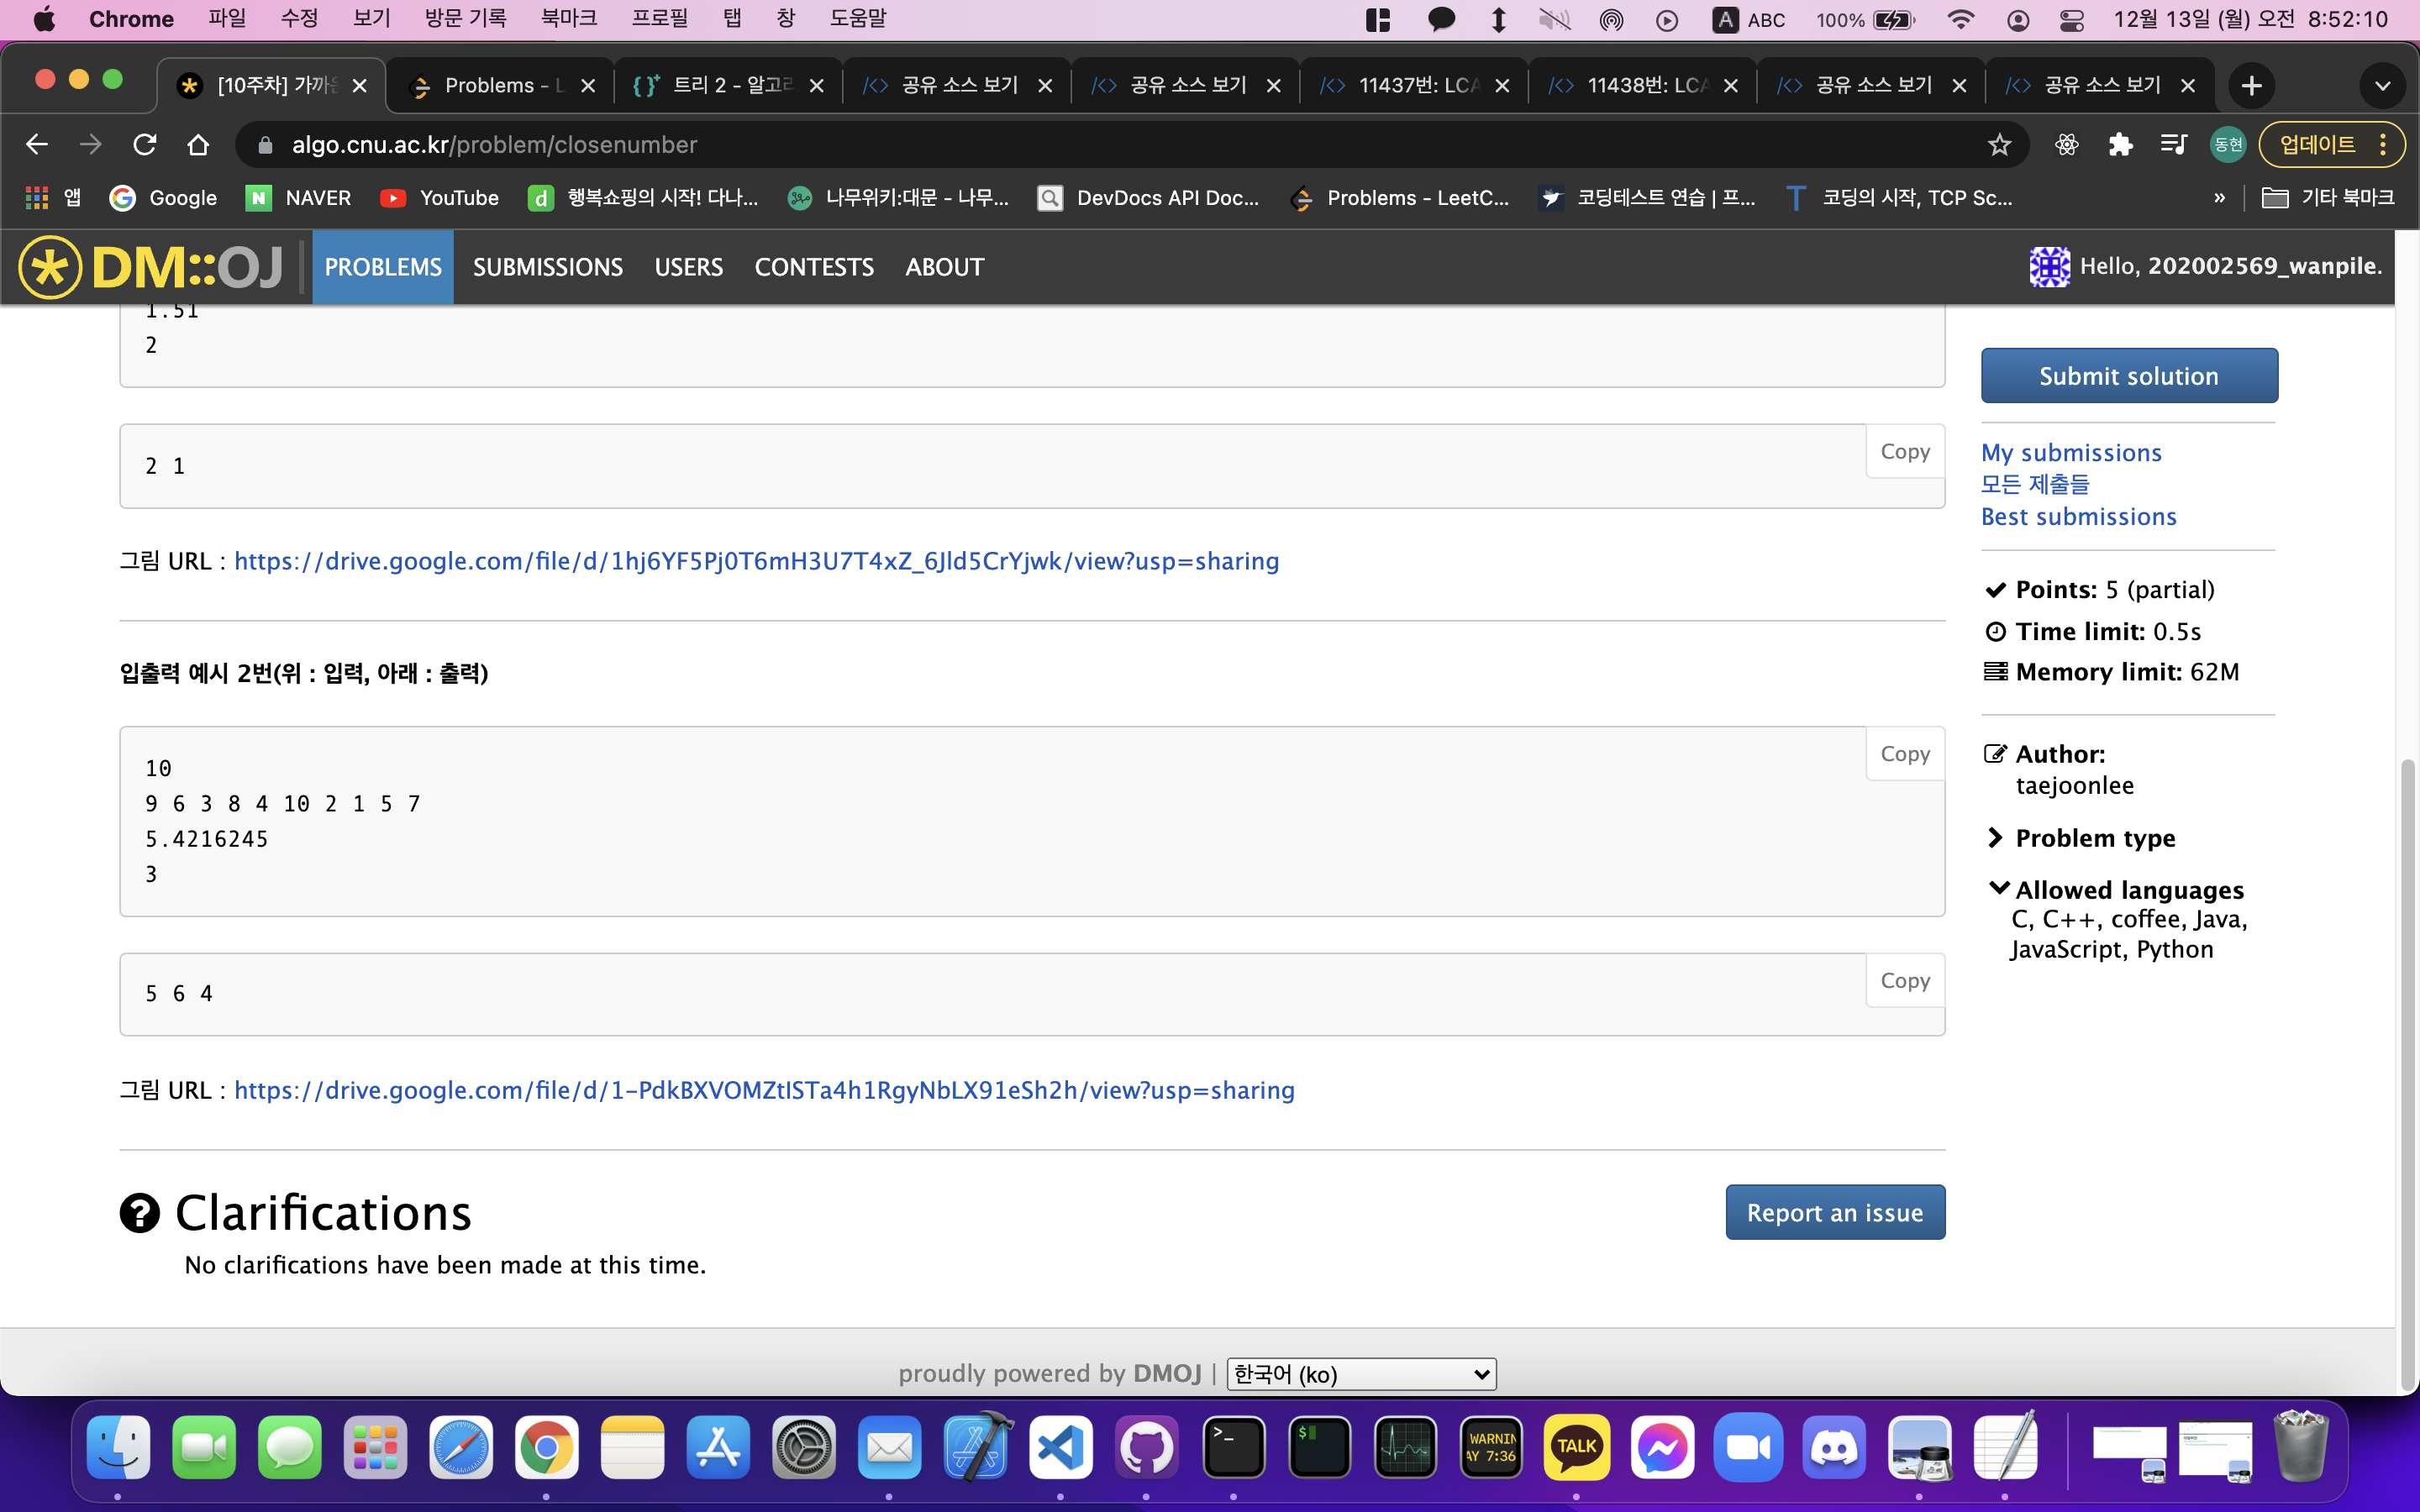 Chrome 파일 수정 보기 방문 기록 북마크 프로필 탭 창 도움말 A ABC 100% 12월 13일 (월) 오전 8:52:10
[10주차] 가까운 Problems - L 트리 2 - 알고리 공유 소스 보기 공유 소스 보기 11437번: LCA 11438번: LCA 공유 소스 보기 공유 소스 보기
algo.cnu.ac.kr/problem/closenumber 동현 업데이트
앱 Google NAVER YouTube 행복쇼핑의 시작! 다나... 나무위키:대문 - 나무... DevDocs API Doc... Problems - LeetC... 코딩테스트 연습 | 프... 코딩의 시작, TCP Sc... » 기타 북마크
DM::OJ PROBLEMS SUBMISSIONS USERS CONTESTS ABOUT Hello, 202002569_wanpile.
1.51
2
Submit solution
2 1
Copy
My submissions
모든 제출들
Best submissions
그림 URL : https://drive.google.com/file/d/1hj6YF5Pj0T6mH3U7T4xZ_6Jld5CrYjwk/view?usp=sharing
Points: 5 (partial)
Time limit: 0.5s
Memory limit: 62M
입출력 예시 2번(위 : 입력, 아래 : 출력)
Copy
10
9 6 3 8 4 10 2 1 5 7
5.4216245
3
Author:
taejoonlee
Problem type
Allowed languages
C, C++, coffee, Java,
JavaScript, Python
5 6 4
Copy
그림 URL : https://drive.google.com/file/d/1-PdkBXVOMZtISTa4h1RgyNbLX91eSh2h/view?usp=sharing
Clarifications
Report an issue
No clarifications have been made at this time.
proudly powered by DMOJ | 한국어 (ko)
WARNIN
AY 7:36
TALK